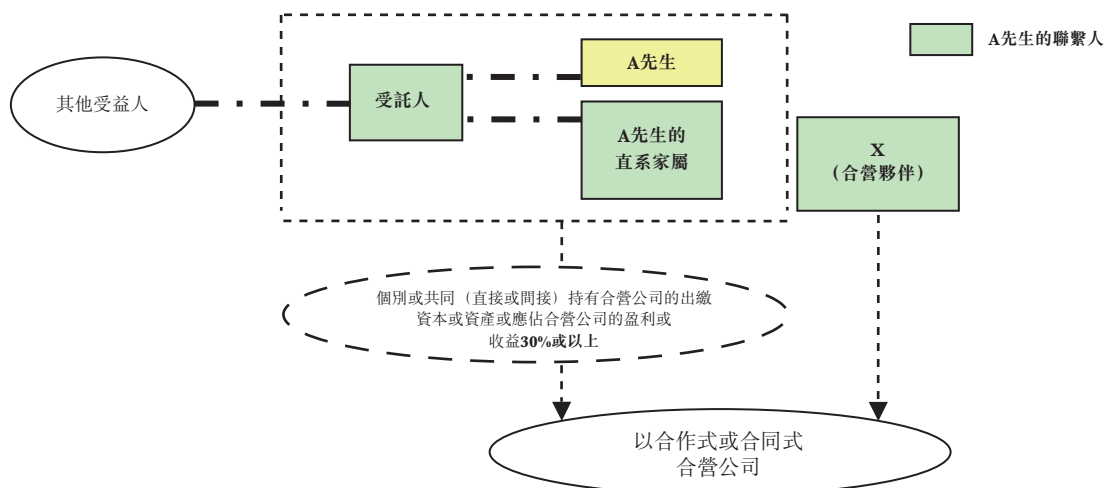 A先生的聯繫人
A先生
其他受益人
受託人
A先生的
直系家屬
X
（合營夥伴）
個別或共同（直接或間接）持有合營公司的出繳
資本或資產或應佔合營公司的盈利或
收益30%或以上
以合作式或合同式
合營公司